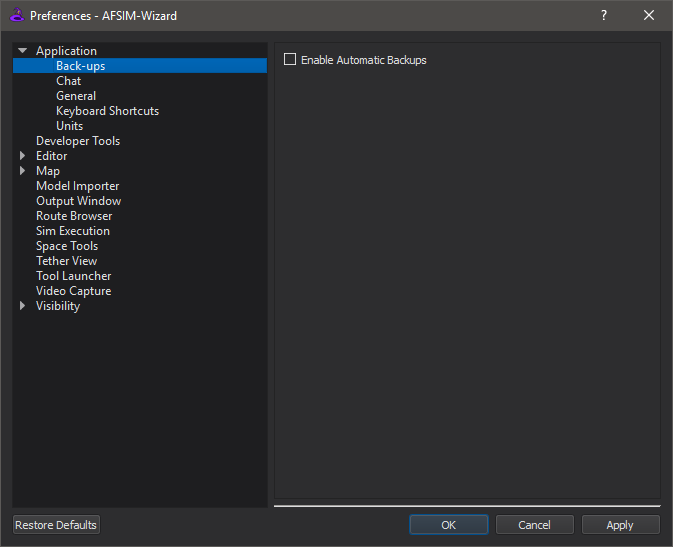 Preferences - AFSIM-Wizard
?
Application
Back-ups
Chat
General
Keyboard Shortcuts
Units
Developer Tools
Editor
Map
Model Importer
Output Window
Route Browser
Sim Execution
Space Tools
Tether View
Tool Launcher
Video Capture
Visibility
Enable Automatic Backups
Restore Defaults
OK
Cancel
Apply